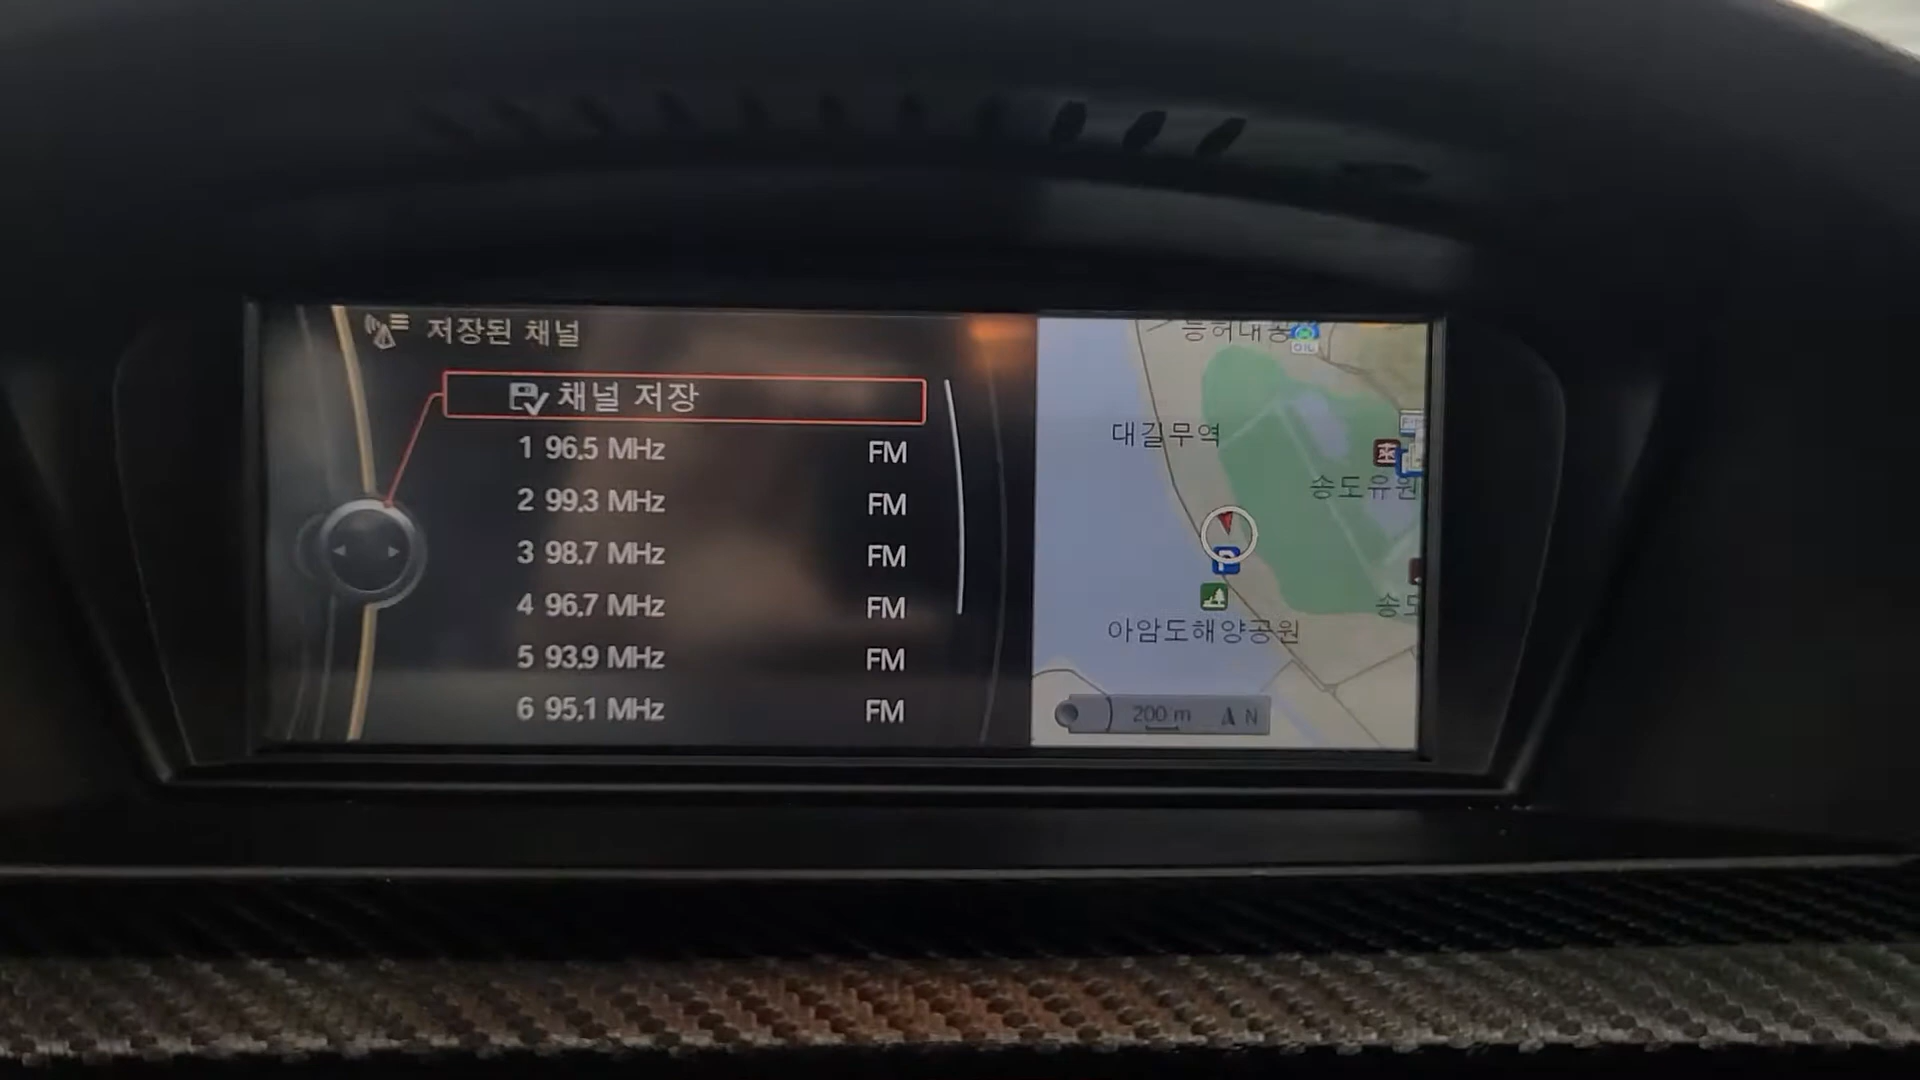 저장된 채널
채널 저장
1 96.5 MHz FM
2 99.3 MHz FM
3 98.7 MHz FM
4 96.7 MHz FM
5 93.9 MHz FM
6 95.1 MHz FM
OIL
대길무역
송도유원
P
아암도해양공원
200 m N